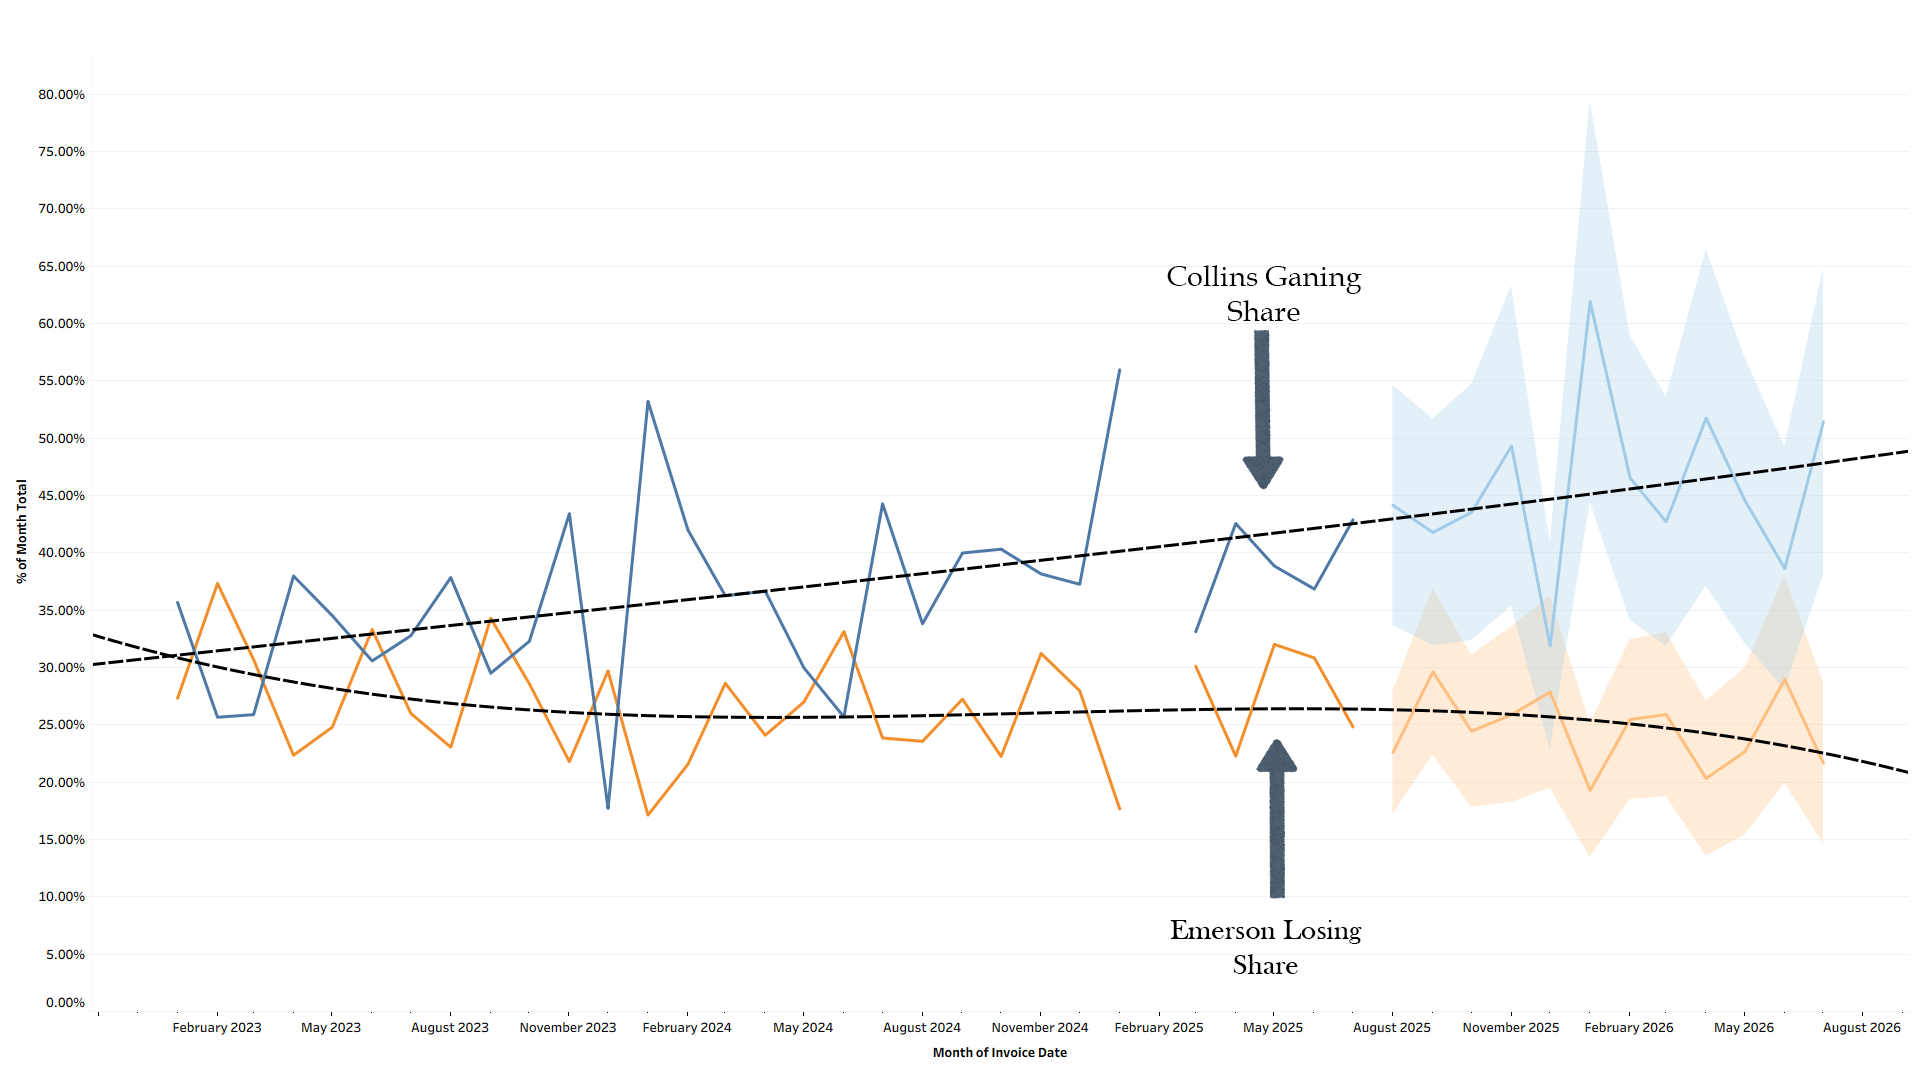 80.00%
75.00%
70.00%
65.00%
60.00%
55.00%
50.00%
45.00%
40.00%
35.00%
30.00%
25.00%
20.00%
15.00%
10.00%
5.00%
0.00%
% of Month Total
Collins Ganing
Share
Emerson Losing
Share
February 2023 May 2023 August 2023 November 2023 February 2024 May 2024 August 2024 November 2024 February 2025 May 2025 August 2025 November 2025 February 2026 May 2026 August 2026
Month of Invoice Date